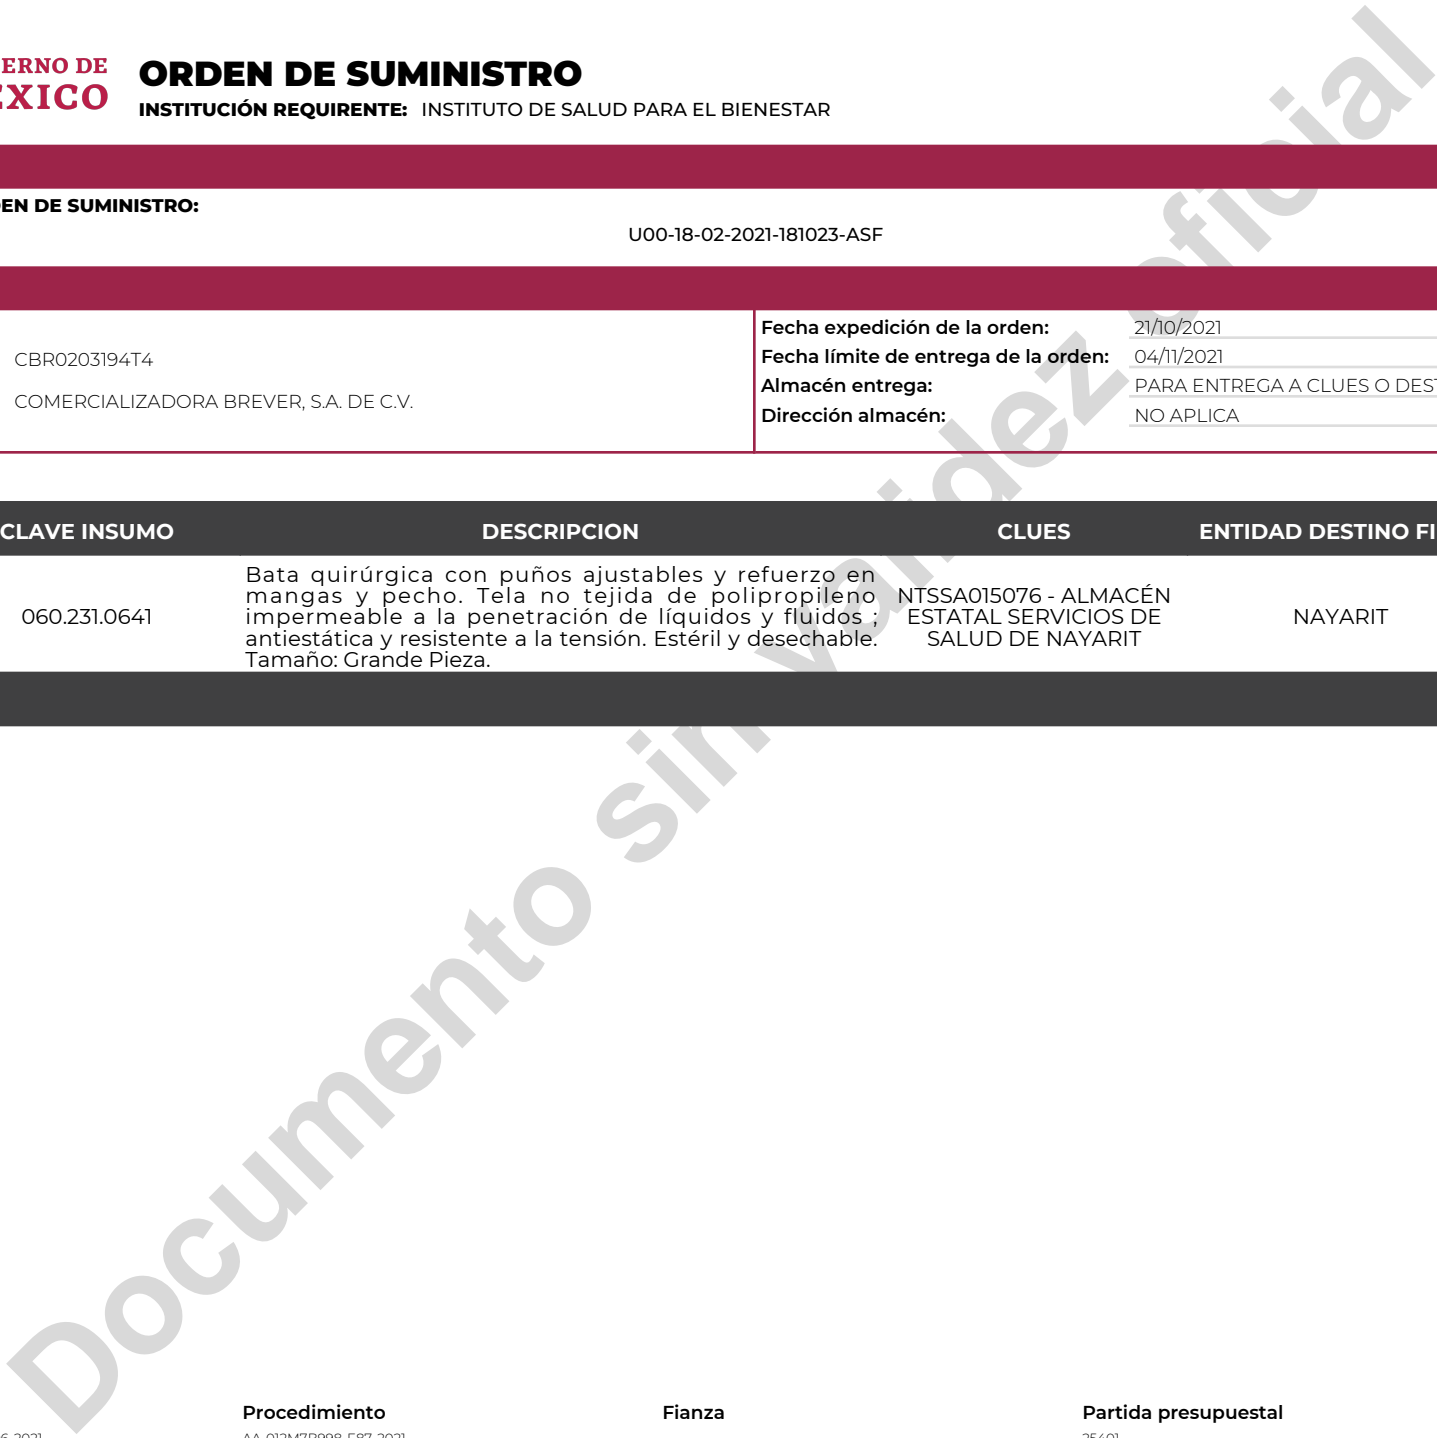 ERNO DE
EXICO
ORDEN DE SUMINISTRO
INSTITUCIÓN REQUIRENTE: INSTITUTO DE SALUD PARA EL BIENESTAR
EN DE SUMINISTRO:
U00-18-02-2021-181023-ASF
CBR0203194T4
COMERCIALIZADORA BREVER, S.A. DE C.V.
Fecha expedición de la orden: 21/10/2021
Fecha límite de entrega de la orden: 04/11/2021
Almacén entrega: PARA ENTREGA A CLUES O DEST
Dirección almacén: NO APLICA
CLAVE INSUMO DESCRIPCION CLUES ENTIDAD DESTINO FI
060.231.0641
Bata quirúrgica con puños ajustables y refuerzo en
mangas y pecho. Tela no tejida de polipropileno
impermeable a la penetración de líquidos y fluidos ;
antiestática y resistente a la tensión. Estéril y desechable.
Tamaño: Grande Pieza.
NTSSA015076 - ALMACÉN
ESTATAL SERVICIOS DE
SALUD DE NAYARIT
NAYARIT
Documento sin validez oficial
Procedimiento Fianza Partida presupuestal